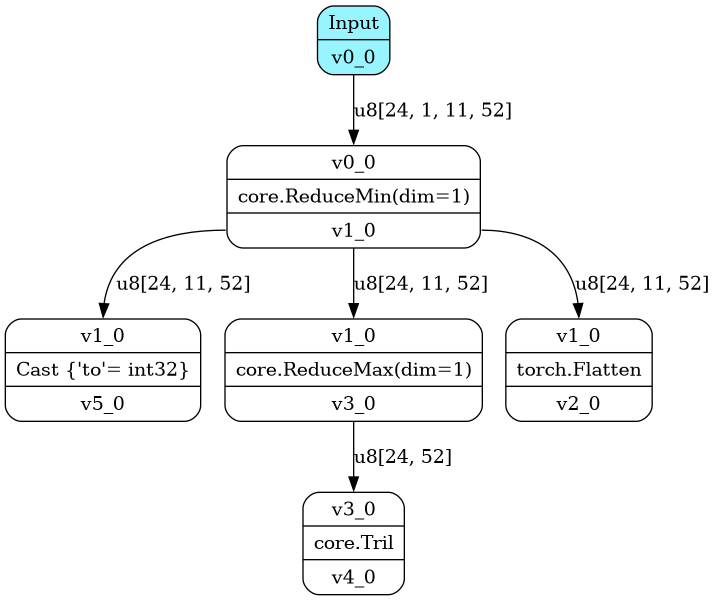 Input
v0_0
u8[24, 1, 11, 52]
v0_0
core.ReduceMin(dim=1)
v1_0
u8[24, 11, 52]
u8[24, 11, 52]
u8[24, 11, 52]
v1_0
Cast {'to'= int32}
v5_0
v1_0
core.ReduceMax(dim=1)
v3_0
v1_0
torch.Flatten
v2_0
u8[24, 52]
v3_0
core.Tril
v4_0